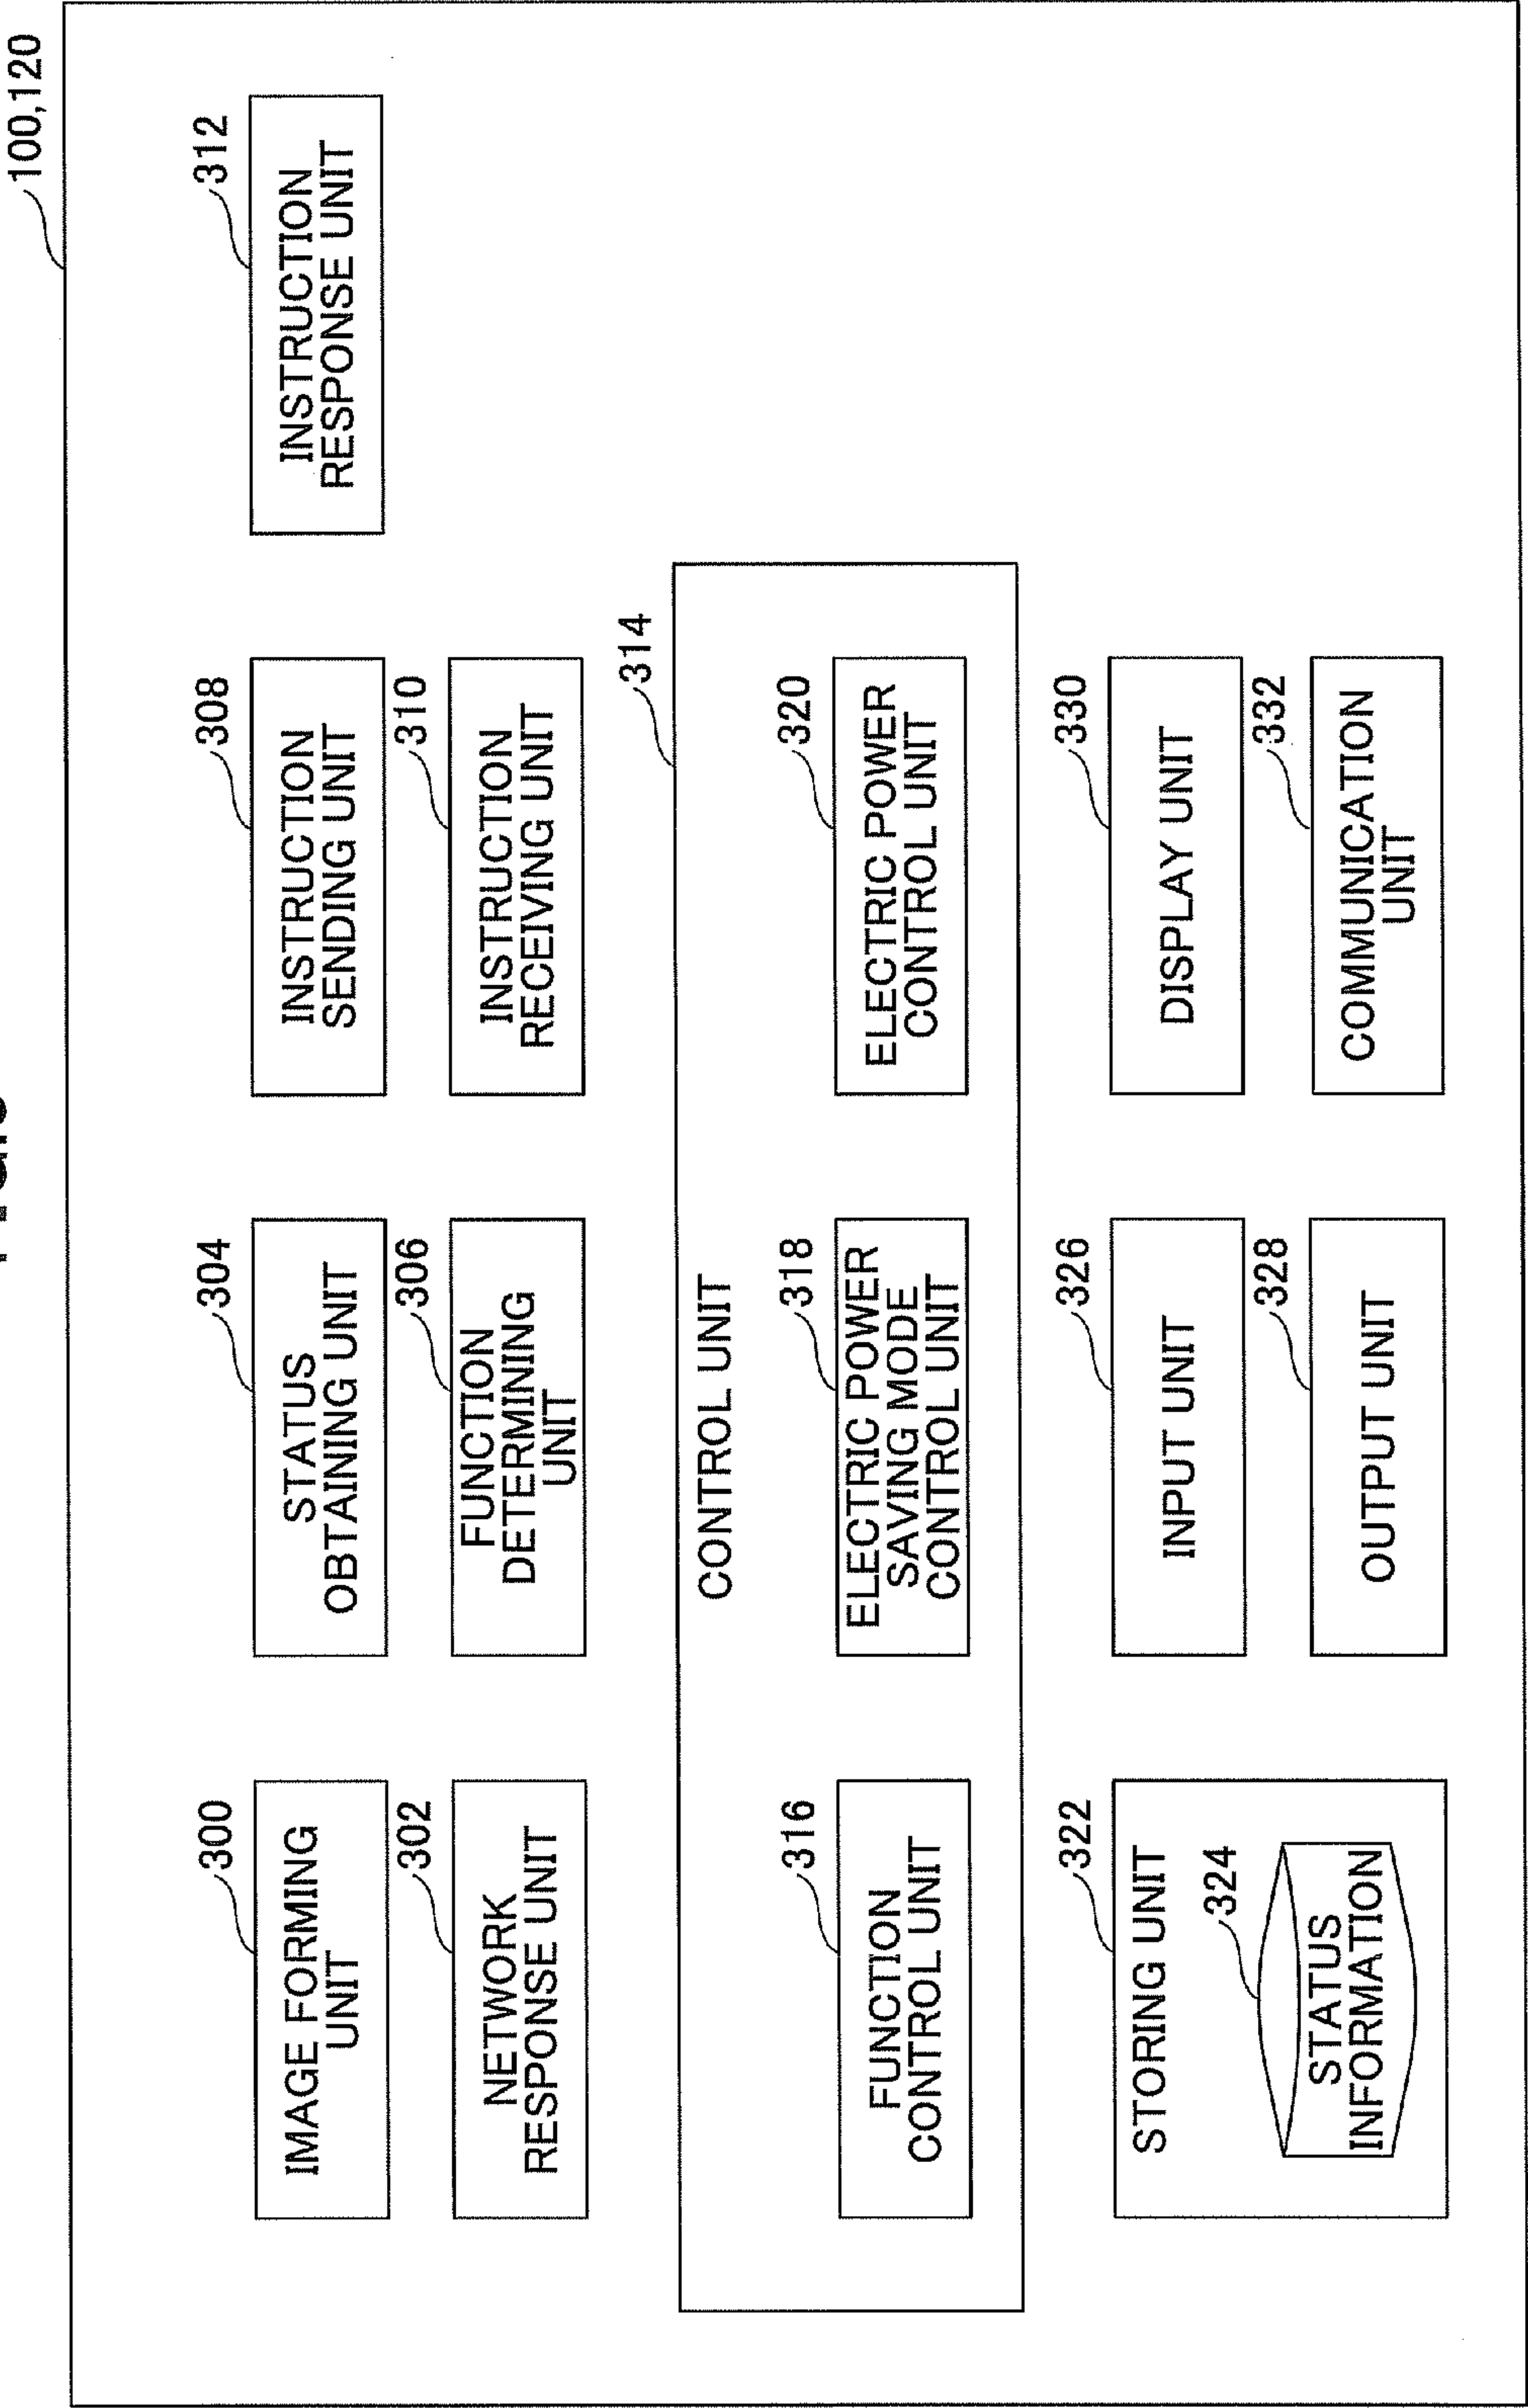 100,120
300
IMAGE FORMING
UNIT
304
STATUS
OBTAINING UNIT
308
INSTRUCTION
SENDING UNIT
312
INSTRUCTION
RESPONSE UNIT
302
NETWORK
RESPONSE UNIT
306
FUNCTION
DETERMINING
UNIT
310
INSTRUCTION
RECEIVING UNIT
314
CONTROL UNIT
316
FUNCTION
CONTROL UNIT
318
ELECTRIC POWER
SAVING MODE
CONTROL UNIT
320
ELECTRIC POWER
CONTROL UNIT
322
STORING UNIT
324
STATUS
INFORMATION
326
INPUT UNIT
330
DISPLAY UNIT
328
OUTPUT UNIT
332
COMMUNICATION
UNIT